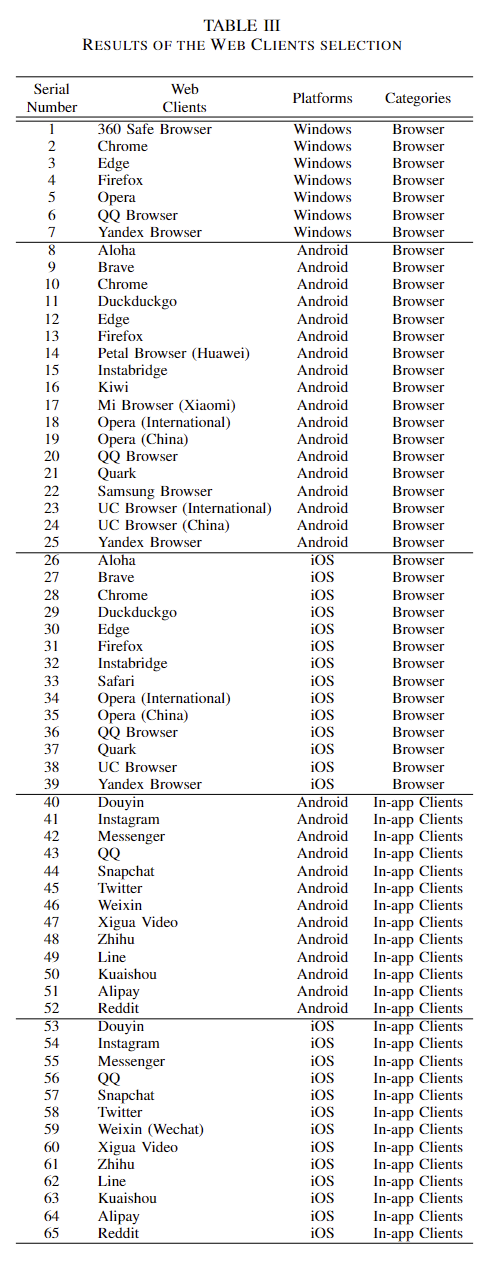 TABLE III
RESULTS OF THE WEB CLIENTS SELECTION
Serial Number Web Clients Platforms Categories
1 360 Safe Browser Windows Browser
2 Chrome Windows Browser
3 Edge Windows Browser
4 Firefox Windows Browser
5 Opera Windows Browser
6 QQ Browser Windows Browser
7 Yandex Browser Windows Browser
8 Aloha Android Browser
9 Brave Android Browser
10 Chrome Android Browser
11 Duckduckgo Android Browser
12 Edge Android Browser
13 Firefox Android Browser
14 Petal Browser (Huawei) Android Browser
15 Instabridge Android Browser
16 Kiwi Android Browser
17 Mi Browser (Xiaomi) Android Browser
18 Opera (International) Android Browser
19 Opera (China) Android Browser
20 QQ Browser Android Browser
21 Quark Android Browser
22 Samsung Browser Android Browser
23 UC Browser (International) Android Browser
24 UC Browser (China) Android Browser
25 Yandex Browser Android Browser
26 Aloha iOS Browser
27 Brave iOS Browser
28 Chrome iOS Browser
29 Duckduckgo iOS Browser
30 Edge iOS Browser
31 Firefox iOS Browser
32 Instabridge iOS Browser
33 Safari iOS Browser
34 Opera (International) iOS Browser
35 Opera (China) iOS Browser
36 QQ Browser iOS Browser
37 Quark iOS Browser
38 UC Browser iOS Browser
39 Yandex Browser iOS Browser
40 Douyin Android In-app Clients
41 Instagram Android In-app Clients
42 Messenger Android In-app Clients
43 QQ Android In-app Clients
44 Snapchat Android In-app Clients
45 Twitter Android In-app Clients
46 Weixin Android In-app Clients
47 Xigua Video Android In-app Clients
48 Zhihu Android In-app Clients
49 Line Android In-app Clients
50 Kuaishou Android In-app Clients
51 Alipay Android In-app Clients
52 Reddit Android In-app Clients
53 Douyin iOS In-app Clients
54 Instagram iOS In-app Clients
55 Messenger iOS In-app Clients
56 QQ iOS In-app Clients
57 Snapchat iOS In-app Clients
58 Twitter iOS In-app Clients
59 Weixin (Wechat) iOS In-app Clients
60 Xigua Video iOS In-app Clients
61 Zhihu iOS In-app Clients
62 Line iOS In-app Clients
63 Kuaishou iOS In-app Clients
64 Alipay iOS In-app Clients
65 Reddit iOS In-app Clients